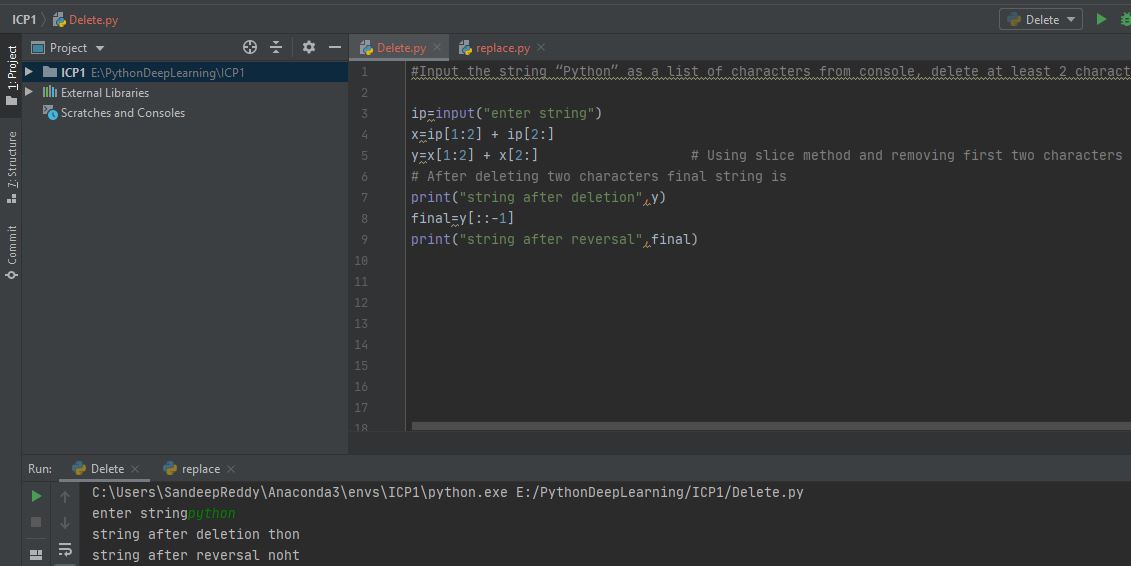 ICP1 Delete.py Delete
Project Delete.py replace.py
1: Project
ICP1 E:\PythonDeepLearning\ICP1
External Libraries
Scratches and Consoles
7: Structure
Commit
1 #Input the string “Python” as a list of characters from console, delete at least 2 charact
2
3 ip=input("enter string")
4 x=ip[1:2] + ip[2:]
5 y=x[1:2] + x[2:] # Using slice method and removing first two characters
6 # After deleting two characters final string is
7 print("string after deletion",y)
8 final=y[::-1]
9 print("string after reversal",final)
10
11
12
13
14
15
16
17
18
Run: Delete replace
C:\Users\SandeepReddy\Anaconda3\envs\ICP1\python.exe E:/PythonDeepLearning/ICP1/Delete.py
enter stringpython
string after deletion thon
string after reversal noht